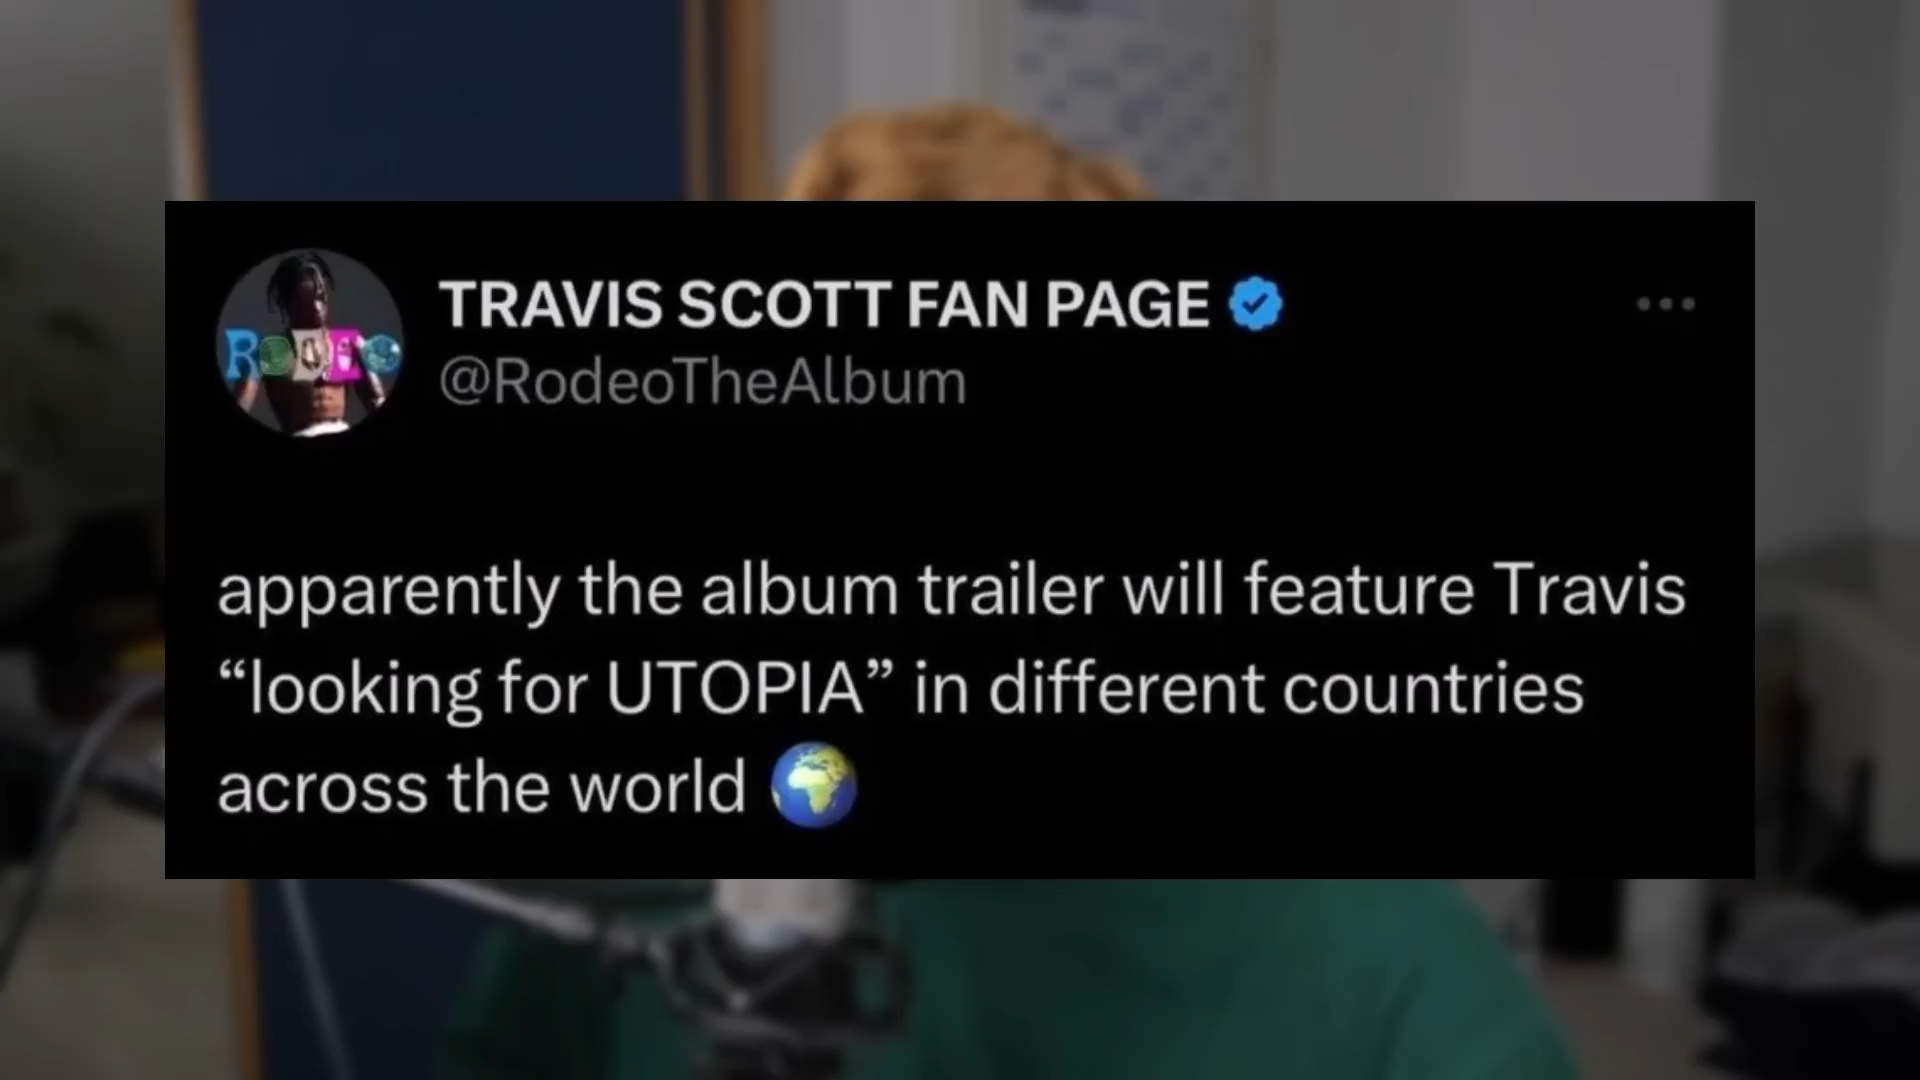 TRAVIS SCOTT FAN PAGE
@RodeoTheAlbum
RODEO
apparently the album trailer will feature Travis
“looking for UTOPIA” in different countries
across the world 🌍